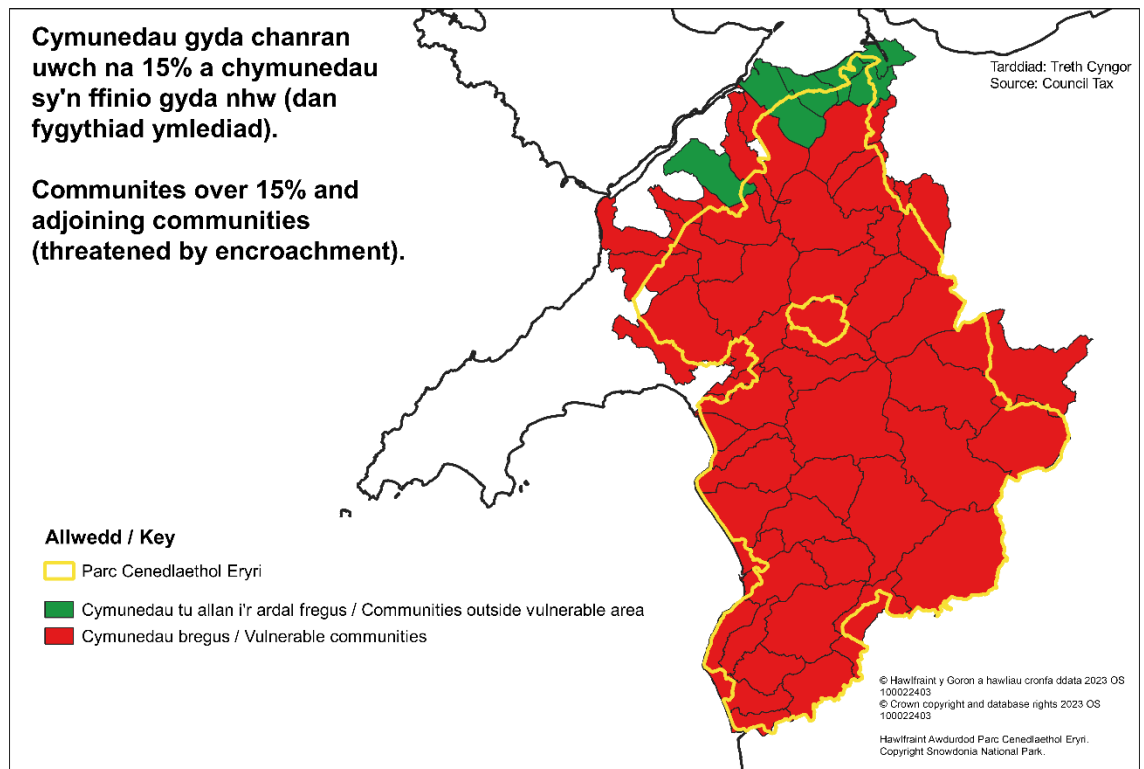 Cymunedau gyda chanran
uwch na 15% a chymunedau
sy'n ffinio gyda nhw (dan
fygythiad ymlediad).
Communites over 15% and
adjoining communities
(threatened by encroachment).
Tarddiad: Treth Cyngor
Source: Council Tax
Allwedd / Key
Parc Cenedlaethol Eryri
Cymunedau tu allan i'r ardal fregus / Communities outside vulnerable area
Cymunedau bregus / Vulnerable communities
© Hawlfraint y Goron a hawliau cronfa ddata 2023 OS
100022403
© Crown copyright and database rights 2023 OS
100022403
Hawlfraint Awdurdod Parc Cenedlaethol Eryri.
Copyright Snowdonia National Park.